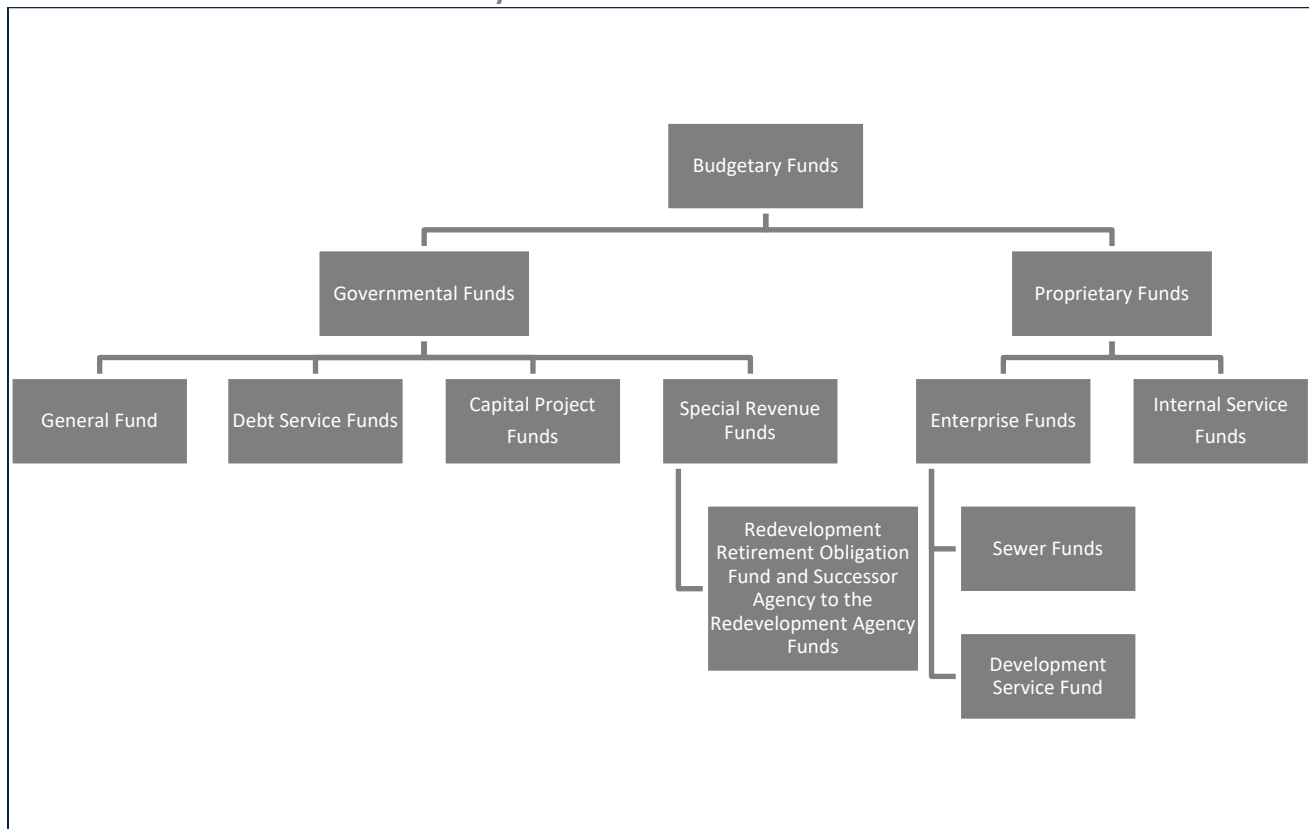 Budgetary Funds
Governmental Funds
Proprietary Funds
General Fund
Debt Service Funds
Capital Project
Funds
Special Revenue
Funds
Enterprise Funds
Internal Service
Funds
Redevelopment
Retirement Obligation
Fund and Successor
Agency to the
Redevelopment Agency
Funds
Sewer Funds
Development
Service Fund